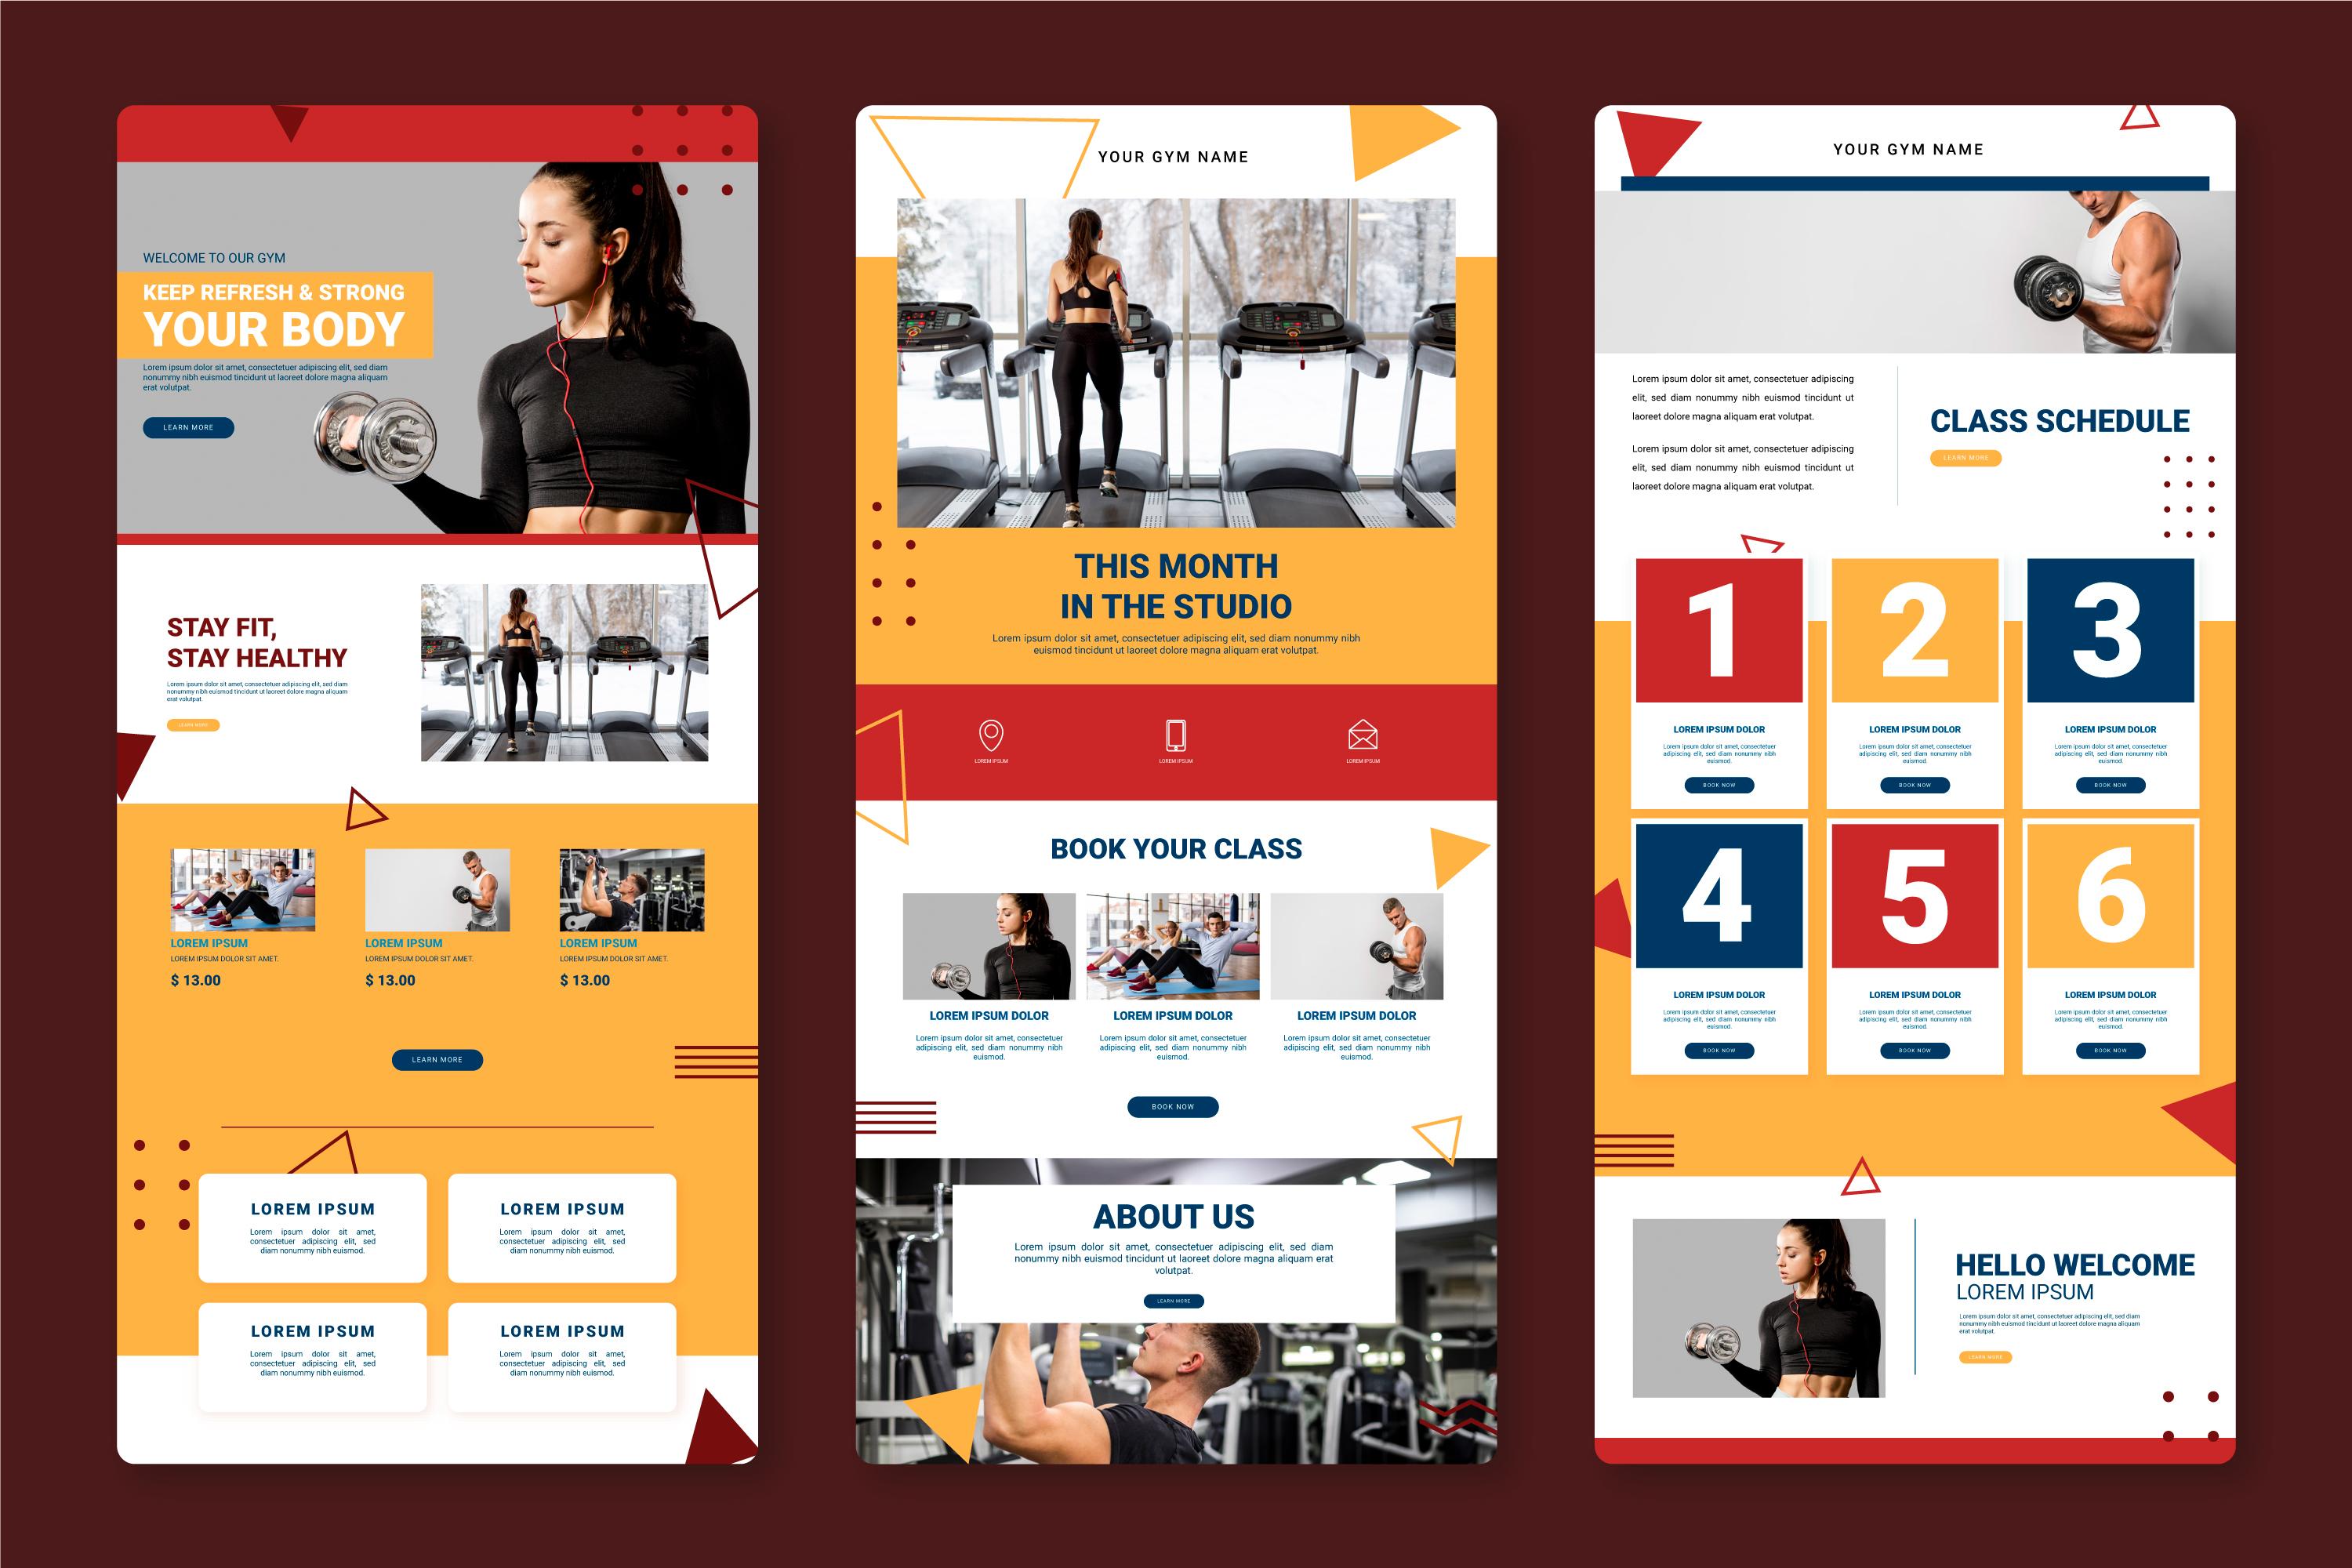 WELCOME TO OUR GYM
KEEP REFRESH & STRONG
YOUR BODY
Lorem ipsum dolor sit amet, consectetuer adipiscing elit, sed diam
nonummy nibh euismod tincidunt ut laoreet dolore magna aliquam
erat volutpat.
LEARN MORE
STAY FIT,
STAY HEALTHY
Lorem ipsum dolor sit amet, consectetuer adipiscing elit, sed diam
nonummy nibh euismod tincidunt ut laoreet dolore magna aliquam
erat volutpat.
LEARN MORE
LOREM IPSUM
LOREM IPSUM DOLOR SIT AMET.
$ 13.00
LOREM IPSUM
LOREM IPSUM DOLOR SIT AMET.
$ 13.00
LOREM IPSUM
LOREM IPSUM DOLOR SIT AMET.
$ 13.00
LEARN MORE
LOREM IPSUM
Lorem ipsum dolor sit amet,
consectetuer adipiscing elit, sed
diam nonummy nibh euismod.
LOREM IPSUM
Lorem ipsum dolor sit amet,
consectetuer adipiscing elit, sed
diam nonummy nibh euismod.
LOREM IPSUM
Lorem ipsum dolor sit amet,
consectetuer adipiscing elit, sed
diam nonummy nibh euismod.
LOREM IPSUM
Lorem ipsum dolor sit amet,
consectetuer adipiscing elit, sed
diam nonummy nibh euismod.
YOUR GYM NAME
THIS MONTH
IN THE STUDIO
Lorem ipsum dolor sit amet, consectetuer adipiscing elit, sed diam nonummy nibh
euismod tincidunt ut laoreet dolore magna aliquam erat volutpat.
LOREM IPSUM
LOREM IPSUM
LOREM IPSUM
BOOK YOUR CLASS
LOREM IPSUM DOLOR
Lorem ipsum dolor sit amet, consectetuer
adipiscing elit, sed diam nonummy nibh
euismod.
LOREM IPSUM DOLOR
Lorem ipsum dolor sit amet, consectetuer
adipiscing elit, sed diam nonummy nibh
euismod.
LOREM IPSUM DOLOR
Lorem ipsum dolor sit amet, consectetuer
adipiscing elit, sed diam nonummy nibh
euismod.
BOOK NOW
ABOUT US
Lorem ipsum dolor sit amet, consectetuer adipiscing elit, sed diam
nonummy nibh euismod tincidunt ut laoreet dolore magna aliquam erat
volutpat.
LEARN MORE
YOUR GYM NAME
Lorem ipsum dolor sit amet, consectetuer adipiscing
elit, sed diam nonummy nibh euismod tincidunt ut
laoreet dolore magna aliquam erat volutpat.
Lorem ipsum dolor sit amet, consectetuer adipiscing
elit, sed diam nonummy nibh euismod tincidunt ut
laoreet dolore magna aliquam erat volutpat.
CLASS SCHEDULE
LEARN MORE
1
LOREM IPSUM DOLOR
Lorem ipsum dolor sit amet, consectetuer
adipiscing elit, sed diam nonummy nibh
euismod.
BOOK NOW
2
LOREM IPSUM DOLOR
Lorem ipsum dolor sit amet, consectetuer
adipiscing elit, sed diam nonummy nibh
euismod.
BOOK NOW
3
LOREM IPSUM DOLOR
Lorem ipsum dolor sit amet, consectetuer
adipiscing elit, sed diam nonummy nibh
euismod.
BOOK NOW
4
LOREM IPSUM DOLOR
Lorem ipsum dolor sit amet, consectetuer
adipiscing elit, sed diam nonummy nibh
euismod.
BOOK NOW
5
LOREM IPSUM DOLOR
Lorem ipsum dolor sit amet, consectetuer
adipiscing elit, sed diam nonummy nibh
euismod.
BOOK NOW
6
LOREM IPSUM DOLOR
Lorem ipsum dolor sit amet, consectetuer
adipiscing elit, sed diam nonummy nibh
euismod.
BOOK NOW
HELLO WELCOME
LOREM IPSUM
Lorem ipsum dolor sit amet, consectetuer adipiscing elit, sed diam
nonummy nibh euismod tincidunt ut laoreet dolore magna aliquam
erat volutpat.
LEARN MORE